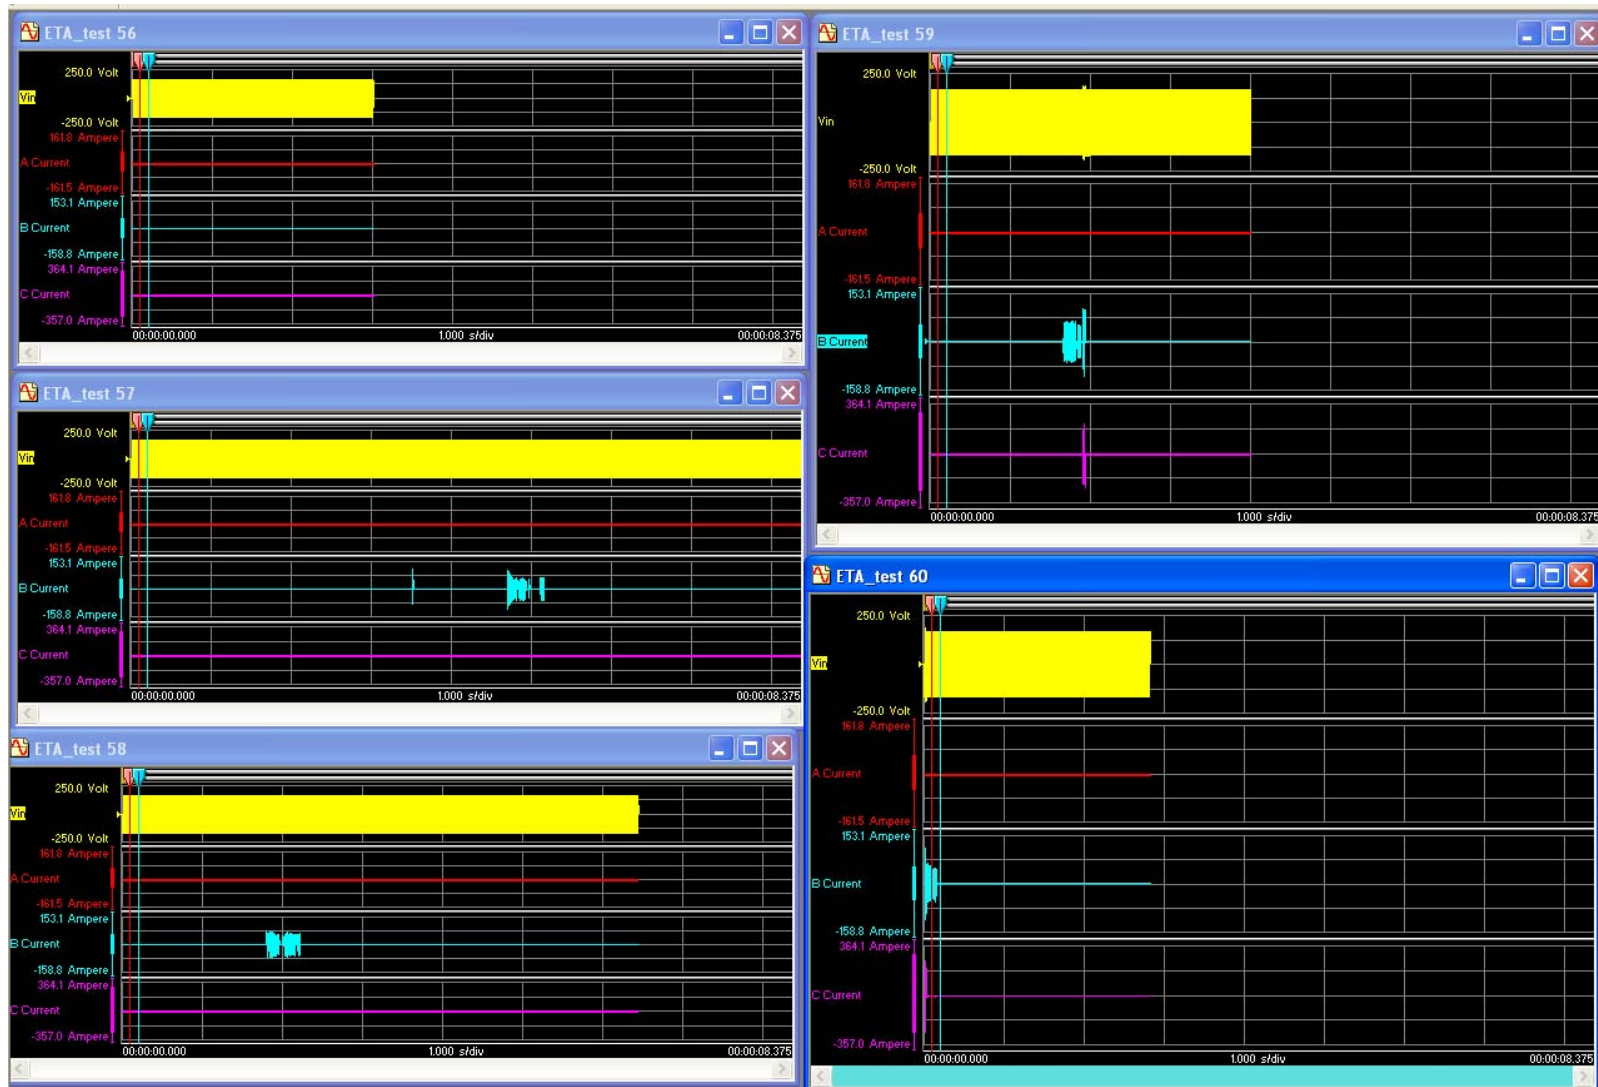 ETA_test 56
250.0 Volt
Vin
-250.0 Volt
161.8 Ampere
A Current
-161.5 Ampere
153.1 Ampere
B Current
-158.8 Ampere
364.1 Ampere
C Current
-357.0 Ampere
00:00:00.000 1.000 s/div 00:00:08.375
ETA_test 57
250.0 Volt
Vin
-250.0 Volt
161.8 Ampere
A Current
-161.5 Ampere
153.1 Ampere
B Current
-158.8 Ampere
364.1 Ampere
C Current
-357.0 Ampere
00:00:00.000 1.000 s/div 00:00:08.375
ETA_test 58
250.0 Volt
Vin
-250.0 Volt
161.8 Ampere
A Current
-161.5 Ampere
153.1 Ampere
B Current
-158.8 Ampere
364.1 Ampere
C Current
-357.0 Ampere
00:00:00.000 1.000 s/div 00:00:08.375
ETA_test 59
250.0 Volt
Vin
-250.0 Volt
161.8 Ampere
A Current
-161.5 Ampere
153.1 Ampere
B Current
-158.8 Ampere
364.1 Ampere
C Current
-357.0 Ampere
00:00:00.000 1.000 s/div 00:00:08.375
ETA_test 60
250.0 Volt
Vin
-250.0 Volt
161.8 Ampere
A Current
-161.5 Ampere
153.1 Ampere
B Current
-158.8 Ampere
364.1 Ampere
C Current
-357.0 Ampere
00:00:00.000 1.000 s/div 00:00:08.375